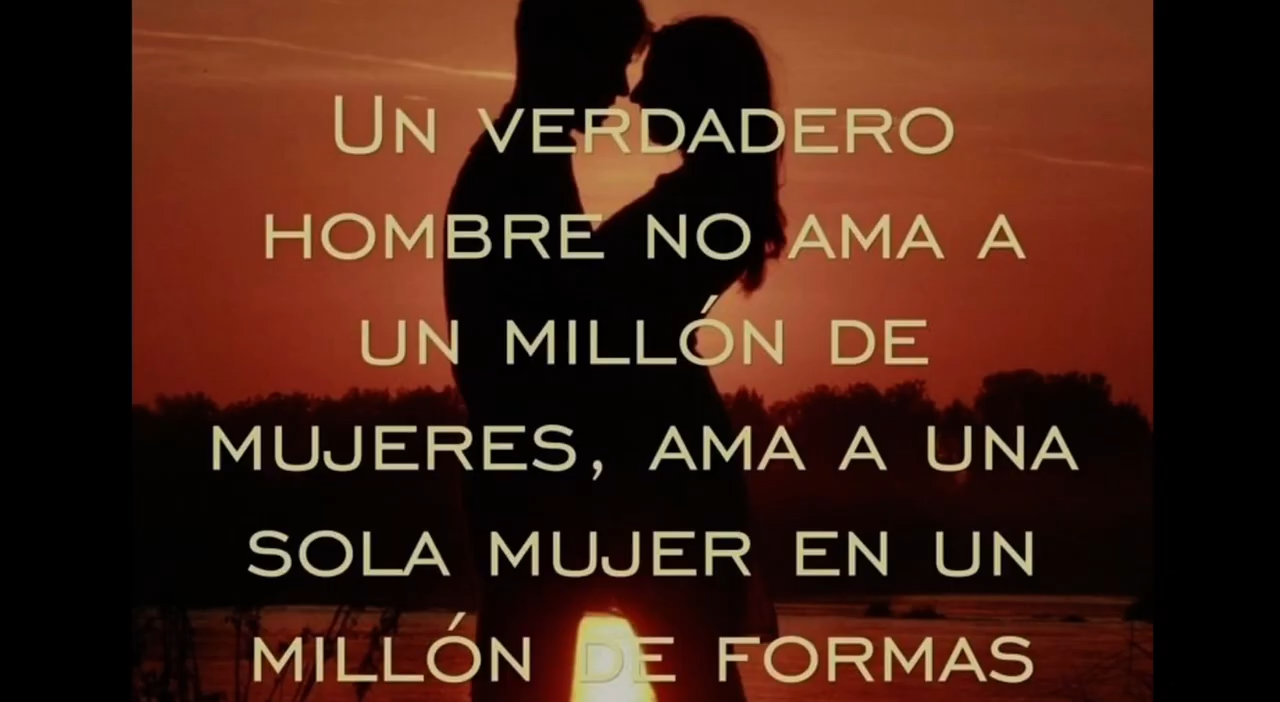 Un verdadero
hombre no ama a
un millón de
mujeres, ama a una
sola mujer en un
millón de formas